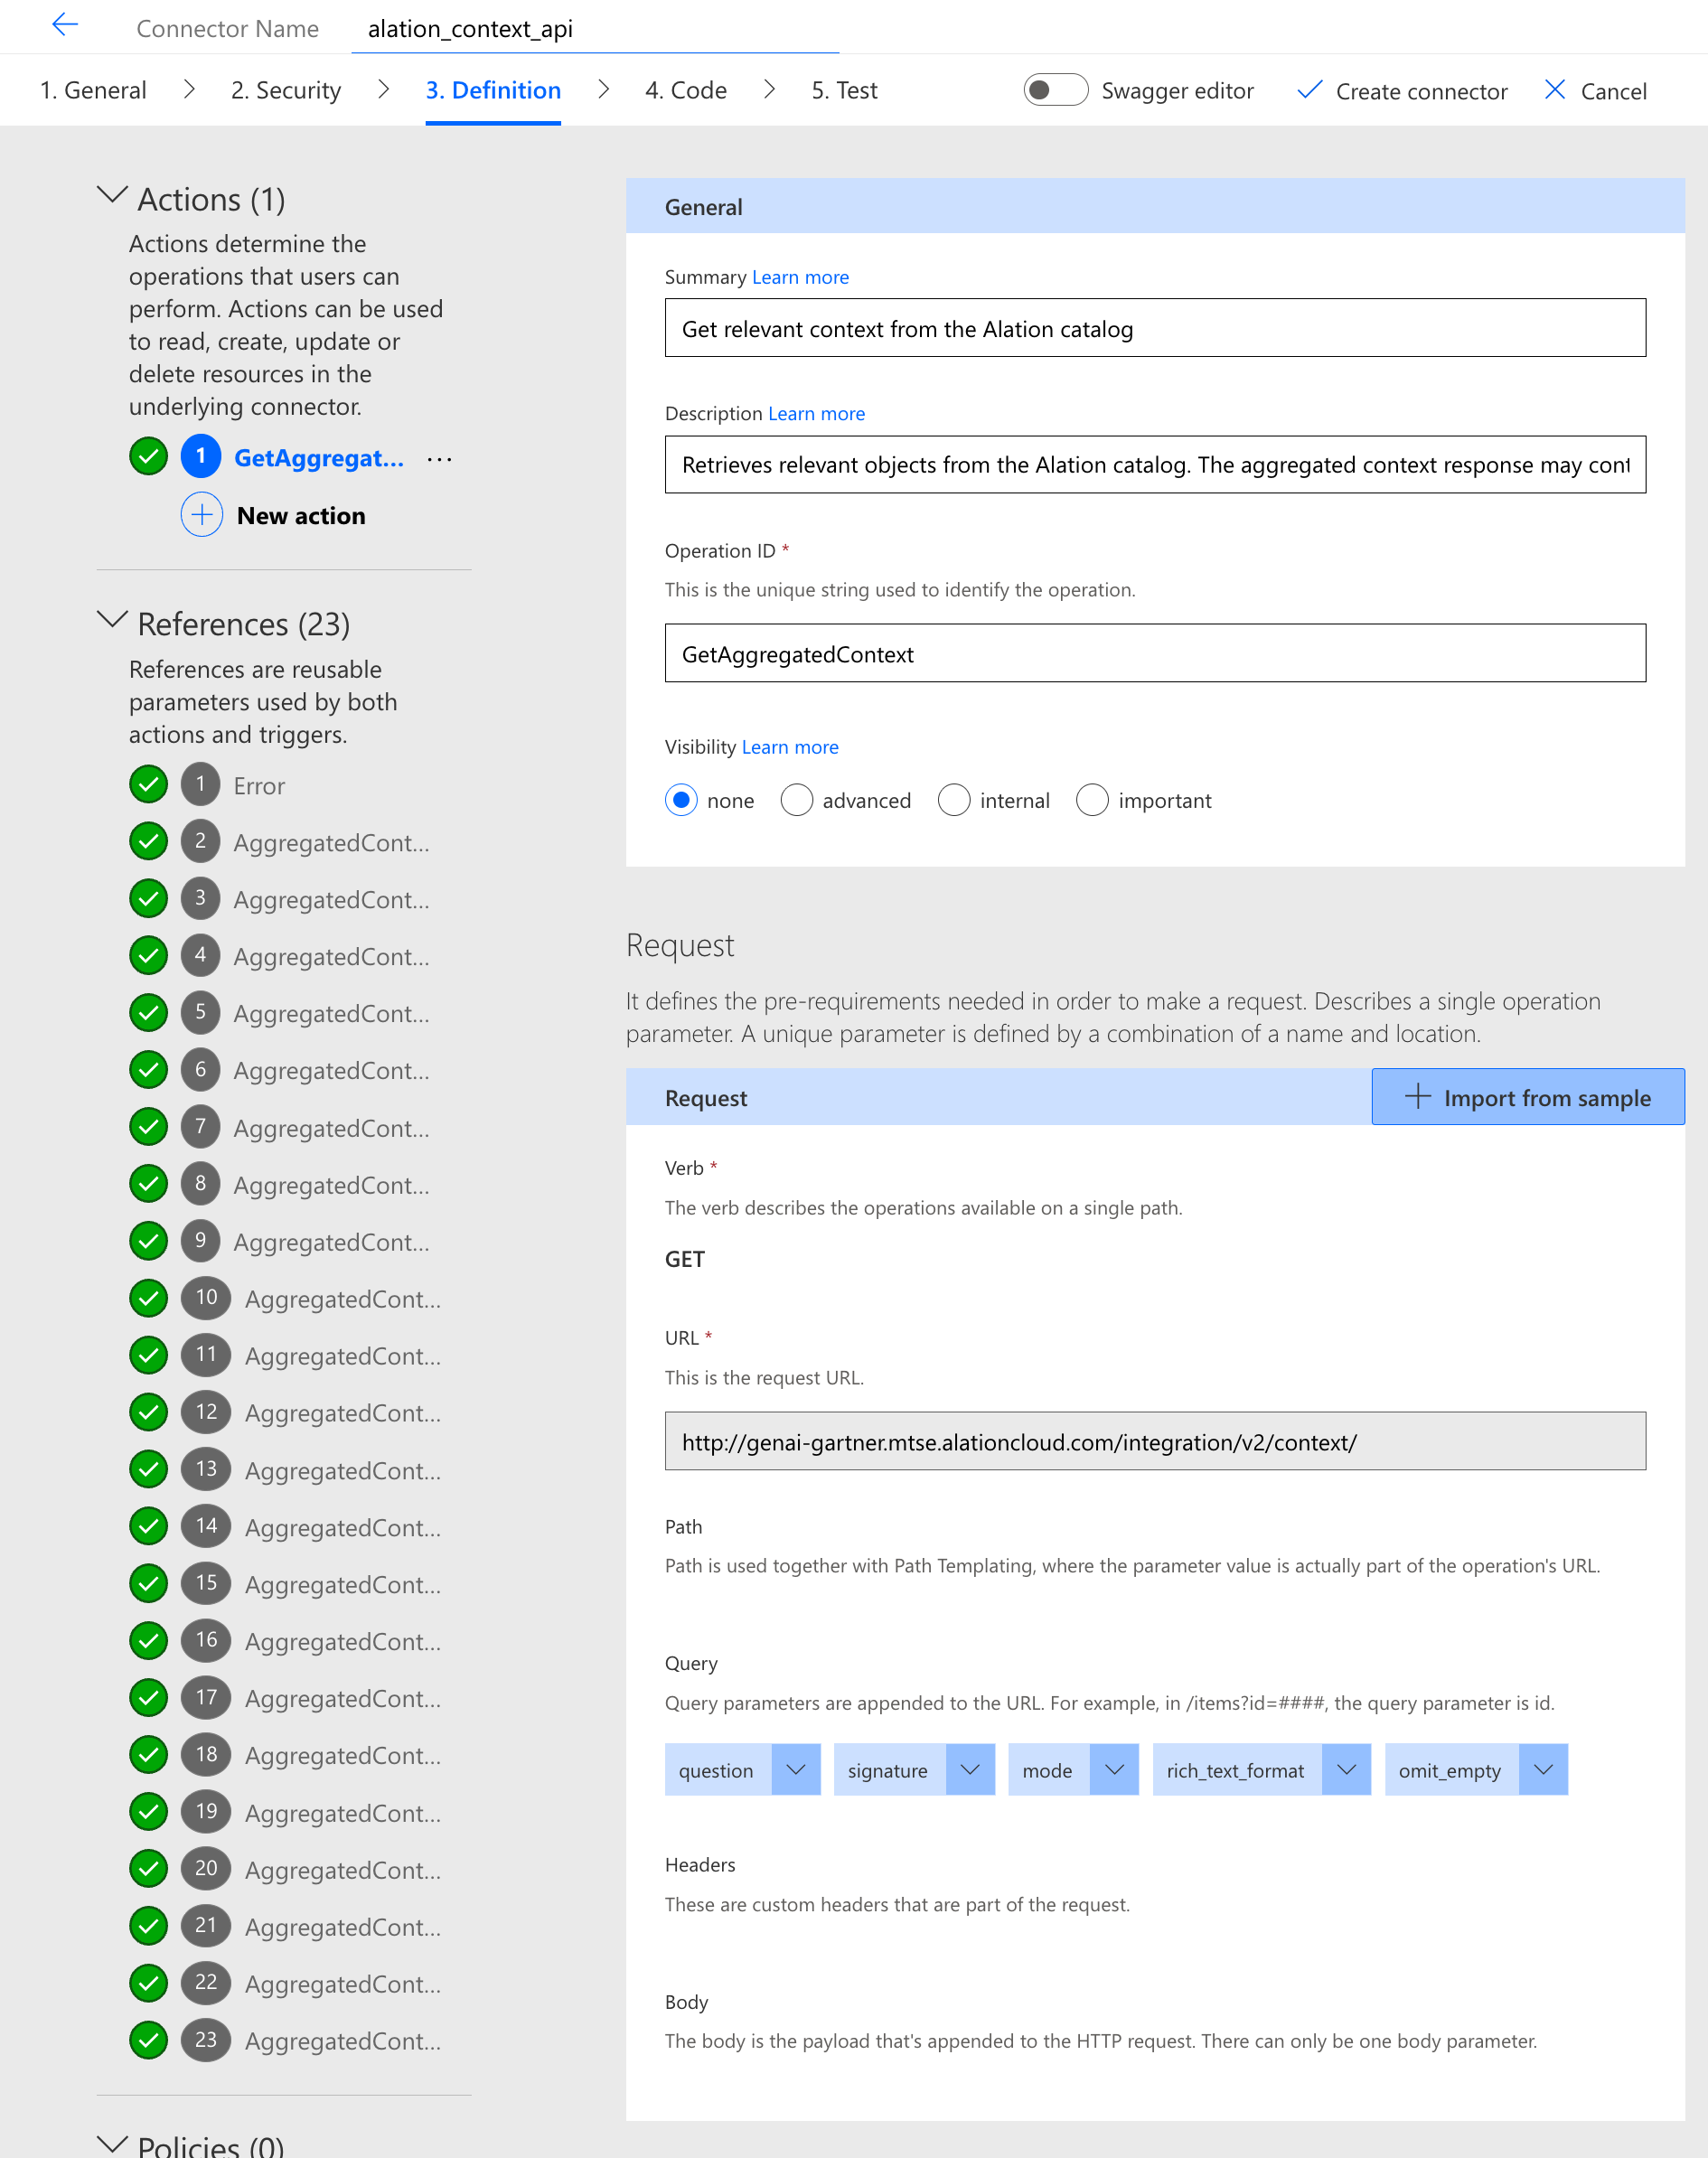 Connector Name alation_context_api
1. General 2. Security 3. Definition 4. Code 5. Test Swagger editor Create connector Cancel
Actions (1)
Actions determine the
operations that users can
perform. Actions can be used
to read, create, update or
delete resources in the
underlying connector.
1 GetAggregat... ...
New action
References (23)
References are reusable
parameters used by both
actions and triggers.
1 Error
2 AggregatedCont...
3 AggregatedCont...
4 AggregatedCont...
5 AggregatedCont...
6 AggregatedCont...
7 AggregatedCont...
8 AggregatedCont...
9 AggregatedCont...
10 AggregatedCont...
11 AggregatedCont...
12 AggregatedCont...
13 AggregatedCont...
14 AggregatedCont...
15 AggregatedCont...
16 AggregatedCont...
17 AggregatedCont...
18 AggregatedCont...
19 AggregatedCont...
20 AggregatedCont...
21 AggregatedCont...
22 AggregatedCont...
23 AggregatedCont...
Policies (0)
General
Summary Learn more
Get relevant context from the Alation catalog
Description Learn more
Retrieves relevant objects from the Alation catalog. The aggregated context response may cont
Operation ID *
This is the unique string used to identify the operation.
GetAggregatedContext
Visibility Learn more
none advanced internal important
Request
It defines the pre-requirements needed in order to make a request. Describes a single operation
parameter. A unique parameter is defined by a combination of a name and location.
Request Import from sample
Verb *
The verb describes the operations available on a single path.
GET
URL *
This is the request URL.
http://genai-gartner.mtse.alationcloud.com/integration/v2/context/
Path
Path is used together with Path Templating, where the parameter value is actually part of the operation's URL.
Query
Query parameters are appended to the URL. For example, in /items?id=####, the query parameter is id.
question signature mode rich_text_format omit_empty
Headers
These are custom headers that are part of the request.
Body
The body is the payload that's appended to the HTTP request. There can only be one body parameter.